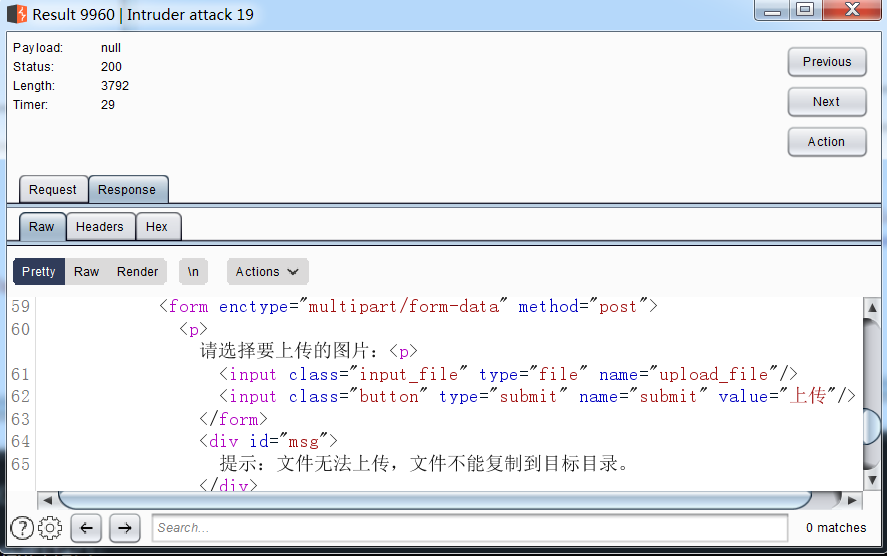 Result 9960 | Intruder attack 19
Payload: null
Status: 200
Length: 3792
Timer: 29
Previous
Next
Action
Request Response
Raw Headers Hex
Pretty Raw Render \n Actions
59 <form enctype="multipart/form-data" method="post">
60 <p>
请选择要上传的图片：<p>
61 <input class="input_file" type="file" name="upload_file"/>
62 <input class="button" type="submit" name="submit" value="上传"/>
63 </form>
64 <div id="msg">
65 提示：文件无法上传，文件不能复制到目标目录。
</div>
? Search... 0 matches